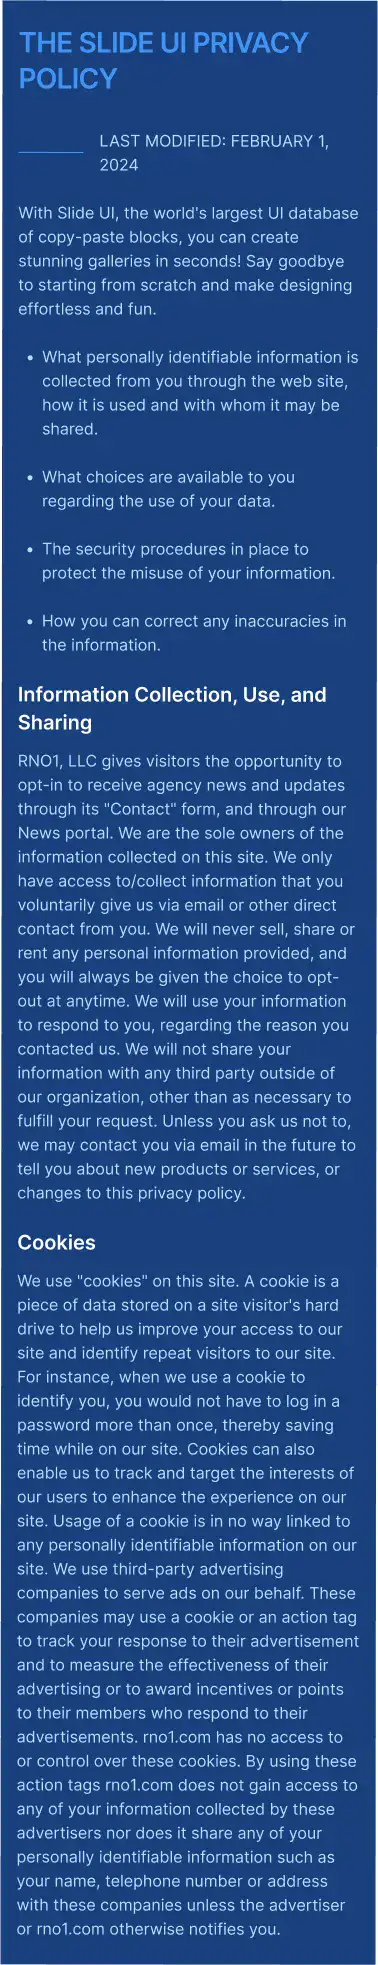 THE SLIDE UI PRIVACY
POLICY
LAST MODIFIED: FEBRUARY 1,
2024
With Slide UI, the world's largest UI database
of copy-paste blocks, you can create
stunning galleries in seconds! Say goodbye
to starting from scratch and make designing
effortless and fun.
• What personally identifiable information is
collected from you through the web site,
how it is used and with whom it may be
shared.
• What choices are available to you
regarding the use of your data.
• The security procedures in place to
protect the misuse of your information.
• How you can correct any inaccuracies in
the information.
Information Collection, Use, and
Sharing
RNO1, LLC gives visitors the opportunity to
opt-in to receive agency news and updates
through its "Contact" form, and through our
News portal. We are the sole owners of the
information collected on this site. We only
have access to/collect information that you
voluntarily give us via email or other direct
contact from you. We will never sell, share or
rent any personal information provided, and
you will always be given the choice to opt-
out at anytime. We will use your information
to respond to you, regarding the reason you
contacted us. We will not share your
information with any third party outside of
our organization, other than as necessary to
fulfill your request. Unless you ask us not to,
we may contact you via email in the future to
tell you about new products or services, or
changes to this privacy policy.
Cookies
We use "cookies" on this site. A cookie is a
piece of data stored on a site visitor's hard
drive to help us improve your access to our
site and identify repeat visitors to our site.
For instance, when we use a cookie to
identify you, you would not have to log in a
password more than once, thereby saving
time while on our site. Cookies can also
enable us to track and target the interests of
our users to enhance the experience on our
site. Usage of a cookie is in no way linked to
any personally identifiable information on our
site. We use third-party advertising
companies to serve ads on our behalf. These
companies may use a cookie or an action tag
to track your response to their advertisement
and to measure the effectiveness of their
advertising or to award incentives or points
to their members who respond to their
advertisements. rno1.com has no access to
or control over these cookies. By using these
action tags rno1.com does not gain access to
any of your information collected by these
advertisers nor does it share any of your
personally identifiable information such as
your name, telephone number or address
with these companies unless the advertiser
or rno1.com otherwise notifies you.